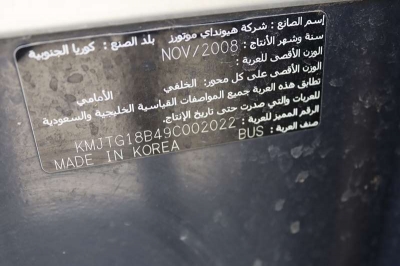 إسم الصانع : شركة هيونداي موتورز بلد الصنع : كوريا الجنوبية
سنة وشهر الأنتاج : NOV/2008
الوزن الأقصى للعربة :
الوزن الأقصى على كل محور: الخلفي الأمامي
تطابق هذه العربة جميع المواصفات القياسية الخليجية والسعودية
للعربات والتي صدرت حتى تاريخ الإنتاج.
الرقم المميز للعربة : KMJTG18B49C002022
صنف العربة : BUS
MADE IN KOREA